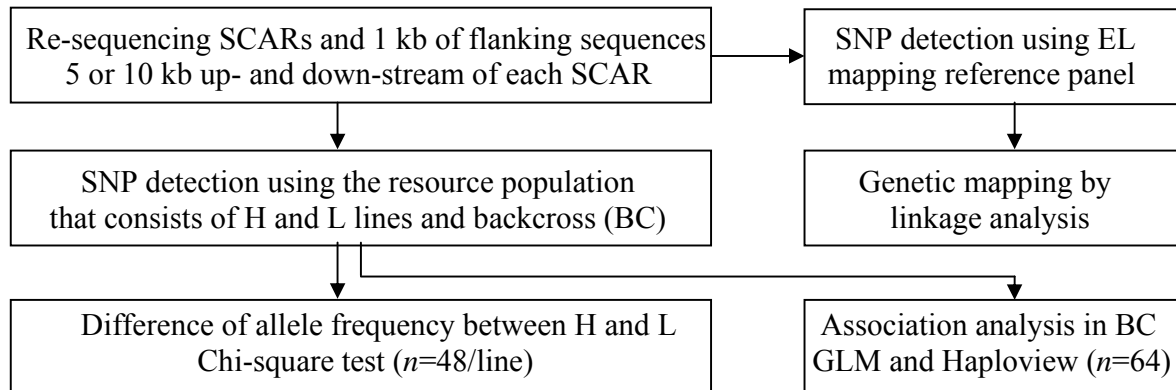 Re-sequencing SCARs and 1 kb of flanking sequences
5 or 10 kb up- and down-stream of each SCAR
SNP detection using EL
mapping reference panel
SNP detection using the resource population
that consists of H and L lines and backcross (BC)
Genetic mapping by
linkage analysis
Difference of allele frequency between H and L
Chi-square test (n=48/line)
Association analysis in BC
GLM and Haploview (n=64)